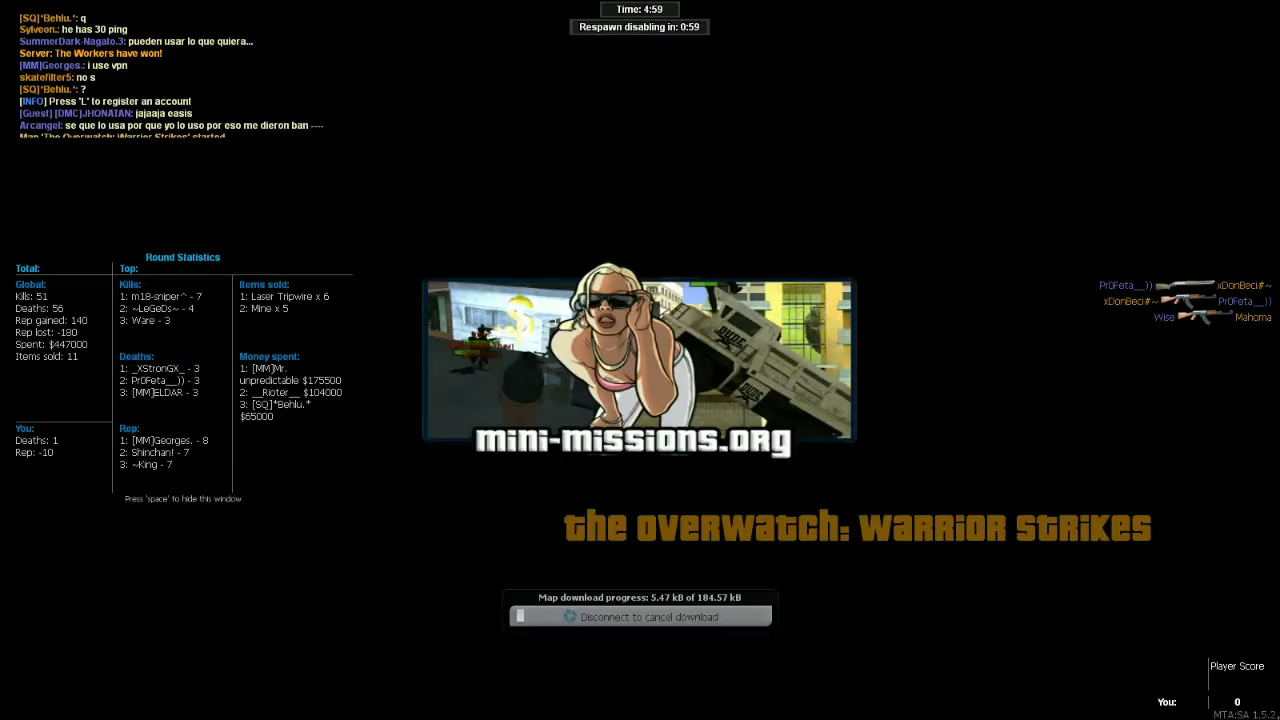 Time: 4:59
Respawn disabling in: 0:59
[SQ]*Behlu.*: q
Sylveon.: he has 30 ping
SummerDark-Nagato.3: pueden usar lo que quiera...
Server: The Workers have won!
[MM]Georges.: i use vpn
skatefilter5: no s
[SQ]*Behlu.*: ?
[INFO] Press 'L' to register an account
[Guest] [DMC]JHONATAN: jajaaja easis
Arcangel: se que lo usa por que yo lo uso por eso me dieron ban ----
Map 'The Overwatch: Warrior Strikes' started
Round Statistics
Total:
Global:
Kills: 51
Deaths: 56
Rep gained: 140
Rep lost: -180
Spent: $447000
Items sold: 11
You:
Deaths: 1
Rep: -10
Top:
Kills:
1: m18-sniper^ - 7
2: ~LeGeDs~ - 4
3: Ware - 3
Deaths:
1: _XStronGX_ - 3
2: Pr0Feta__)) - 3
3: [MM]ELDAR - 3
Rep:
1: [MM]Georges. - 8
2: Shinchan! - 7
3: ~King - 7
Items sold:
1: Laser Tripwire x 6
2: Mine x 5
Money spent:
1: [MM]Mr.
unpredictable $175500
2: __Rioter__ $104000
3: [SQ]*Behlu.*
$65000
Press 'space' to hide this window
DUDE
DUDE
mini-missions.org
Pr0Feta__)) xDonBeci#~
xDonBeci#~ Pr0Feta__))
Wise Mahoma
the Overwatch: Warrior Strikes
Map download progress: 5.47 kB of 184.57 kB
Disconnect to cancel download
Player Score
You: 0
MTA:SA 1.5.2